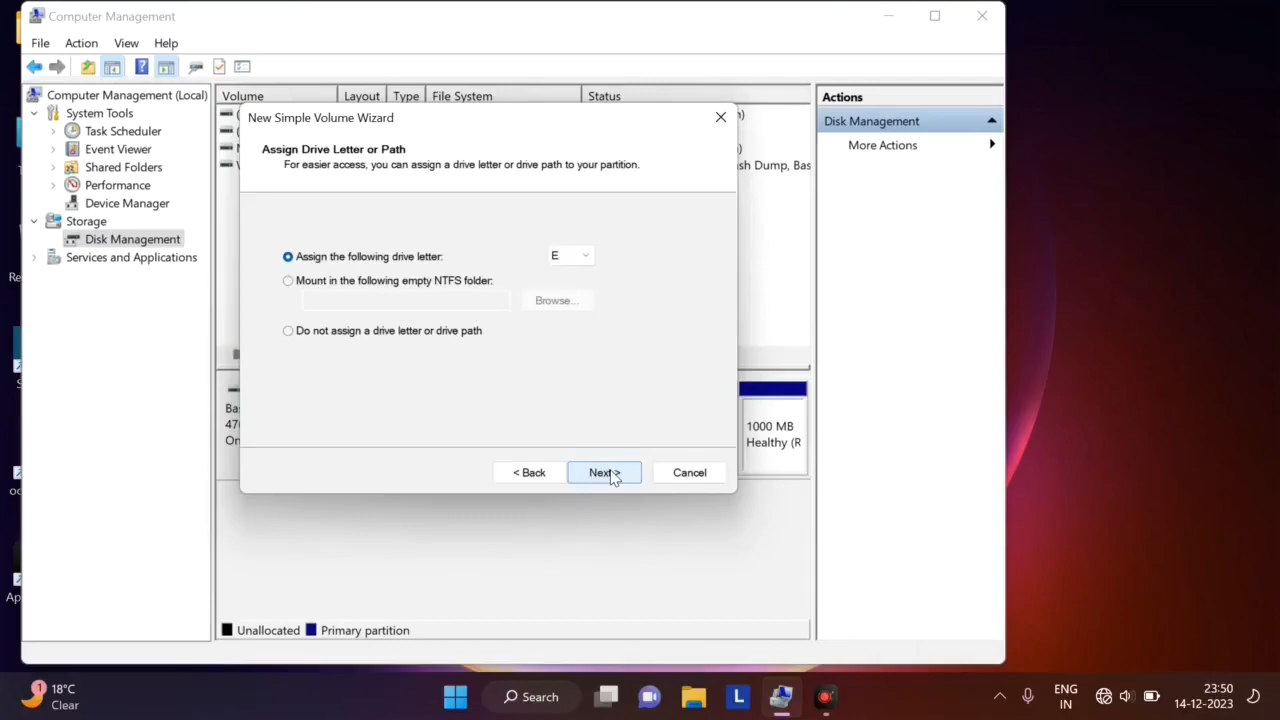 Computer Management
File Action View Help
Computer Management (Local)
System Tools
Task Scheduler
Event Viewer
Shared Folders
Performance
Device Manager
Storage
Disk Management
Services and Applications
Volume Layout Type File System Status
New Simple Volume Wizard
Assign Drive Letter or Path
For easier access, you can assign a drive letter or drive path to your partition.
Assign the following drive letter: E
Mount in the following empty NTFS folder:
Browse...
Do not assign a drive letter or drive path
< Back Next > Cancel
1000 MB
Healthy (R
Unallocated Primary partition
Actions
Disk Management
More Actions
1 18°C
Clear
Search
L
ENG
IN
23:50
14-12-2023